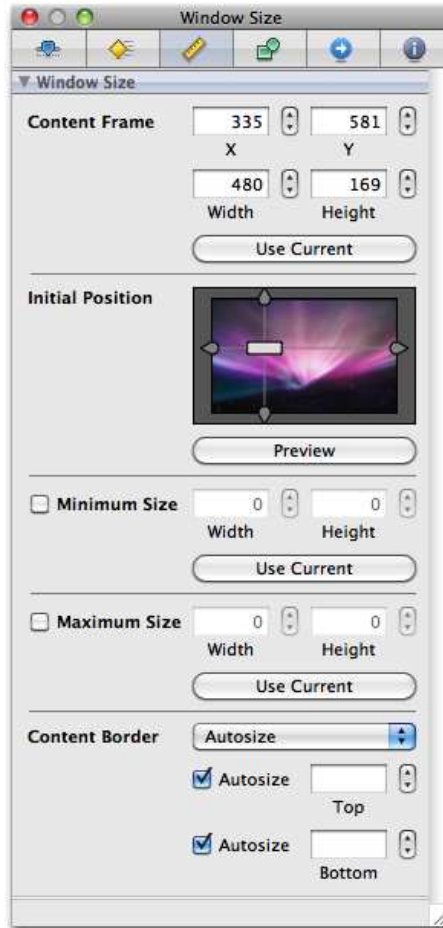 Window Size
Window Size
Content Frame 335 581
X Y
480 169
Width Height
Use Current
Initial Position
Preview
Minimum Size 0 0
Width Height
Use Current
Maximum Size 0 0
Width Height
Use Current
Content Border Autosize
Autosize
Top
Autosize
Bottom